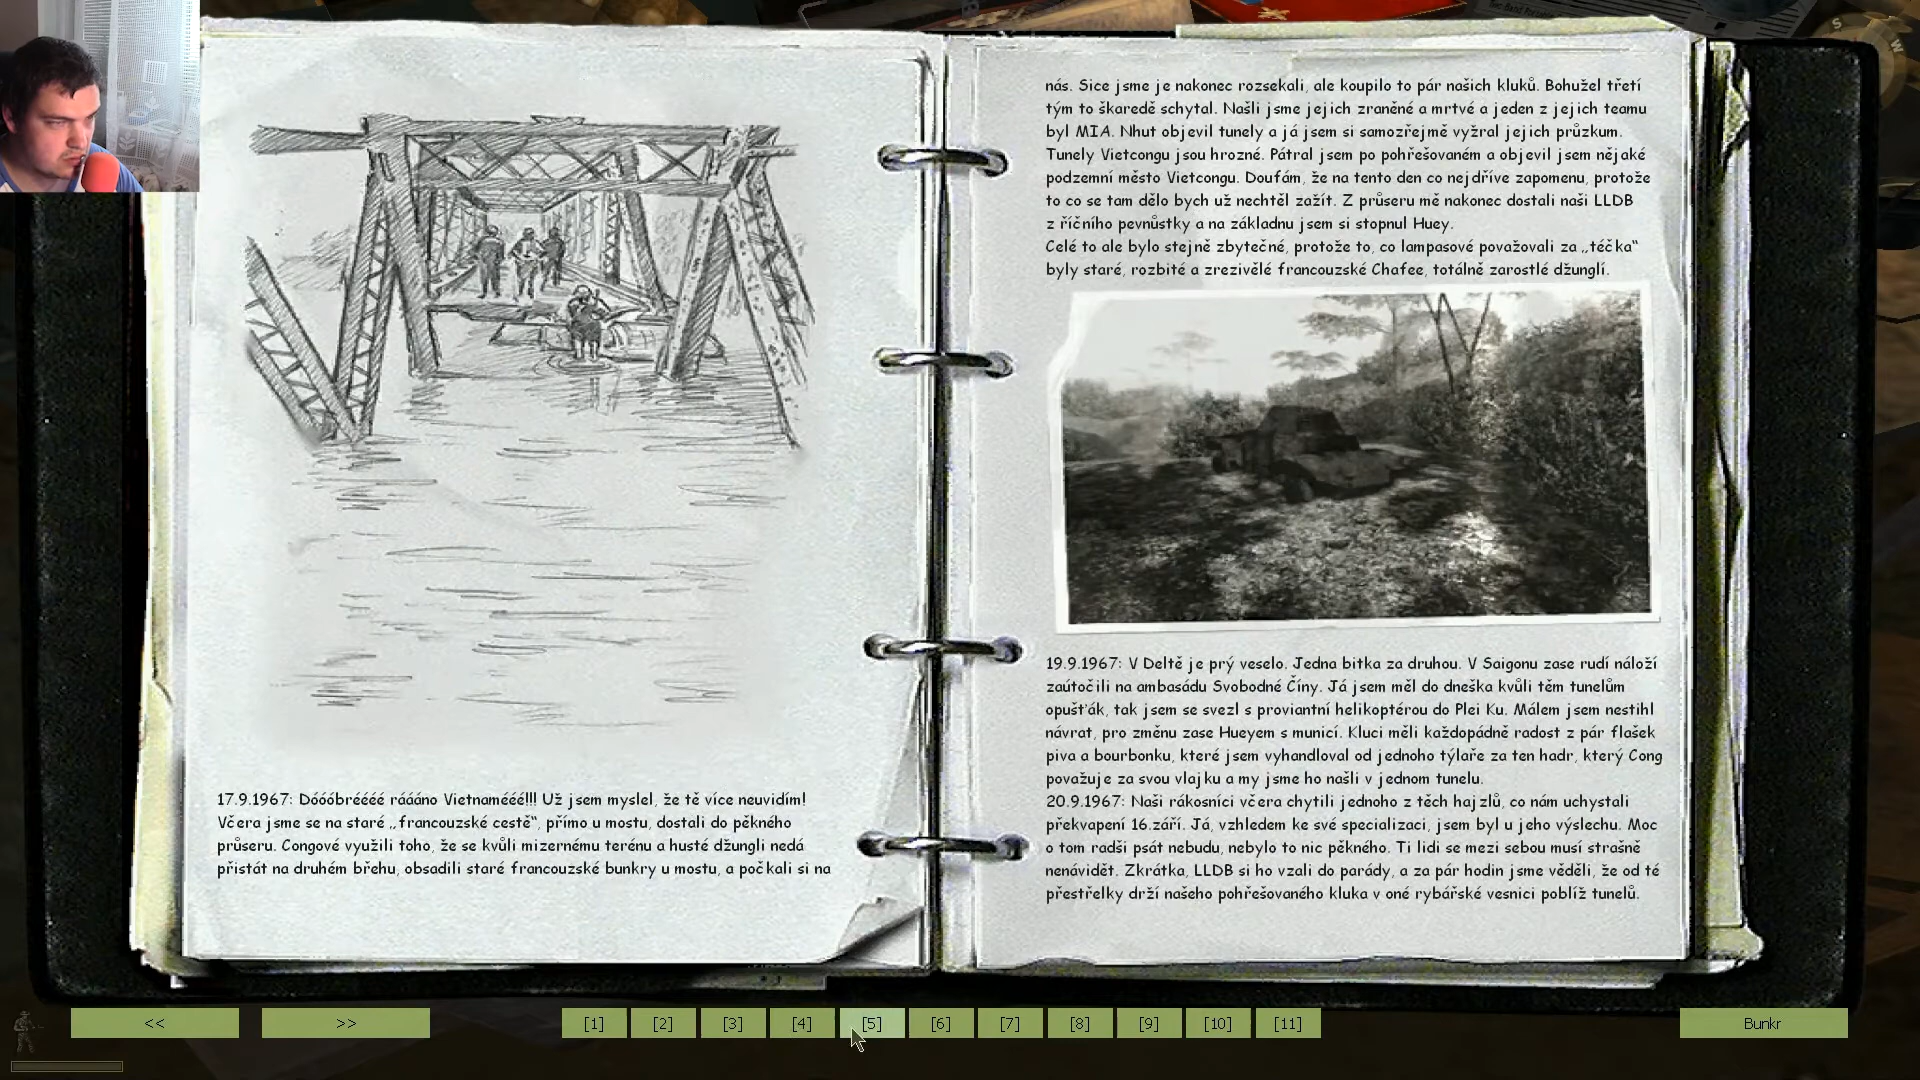 17.9.1967: Dóóóbréééé ráááno Vietnamééé!!! Už jsem myslel, že tě více neuvidím!
Včera jsme se na staré „francouzské cestě“, přímo u mostu, dostali do pěkného
průseru. Congové využili toho, že se kvůli mizernému terénu a husté džungli nedá
přistát na druhém břehu, obsadili staré francouzské bunkry u mostu, a počkali si na
nás. Sice jsme je nakonec rozsekali, ale koupilo to pár našich kluků. Bohužel třetí
tým to škaredě schytal. Našli jsme jejich zraněné a mrtvé a jeden z jejich teamu
byl MIA. Nhut objevil tunely a já jsem si samozřejmě vyžral jejich průzkum.
Tunely Vietcongu jsou hrozné. Pátral jsem po pohřešovaném a objevil jsem nějaké
podzemní město Vietcongu. Doufám, že na tento den co nejdříve zapomenu, protože
to co se tam dělo bych už nechtěl zažít. Z průseru mě nakonec dostali naši LLDB
z říčního pevnůstky a na základnu jsem si stopnul Huey.
Celé to ale bylo stejně zbytečné, protože to, co lampasové považovali za „téčka“
byly staré, rozbité a zrezivělé francouzské Chafee, totálně zarostlé džunglí.
19.9.1967: V Deltě je prý veselo. Jedna bitka za druhou. V Saigonu zase rudí náloží
zaútočili na ambasádu Svobodné Číny. Já jsem měl do dneška kvůli těm tunelům
opušťák, tak jsem se svezl s proviantní helikoptérou do Plei Ku. Málem jsem nestihl
návrat, pro změnu zase Hueyem s municí. Kluci měli každopádně radost z pár flašek
piva a bourbonku, které jsem vyhandloval od jednoho týlaře za ten hadr, který Cong
považuje za svou vlajku a my jsme ho našli v jednom tunelu.
20.9.1967: Naši rákosníci včera chytili jednoho z těch hajzlů, co nám uchystali
překvapení 16.září. Já, vzhledem ke své specializaci, jsem byl u jeho výslechu. Moc
o tom radši psát nebudu, nebylo to nic pěkného. Ti lidi se mezi sebou musí strašně
nenávidět. Zkrátka, LLDB si ho vzali do parády, a za pár hodin jsme věděli, že od té
přestřelky drží našeho pohřešovaného kluka v oné rybářské vesnici poblíž tunelů.
<< >> [1] [2] [3] [4] [5] [6] [7] [8] [9] [10] [11] Bunkr